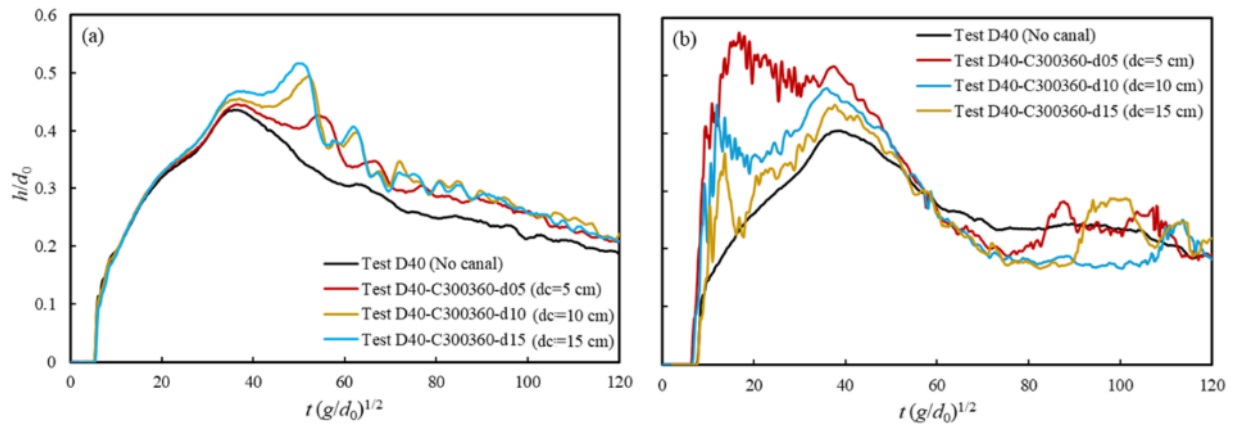 (a)
h/d0
0.6
0.5
0.4
0.3
0.2
0.1
0
Test D40 (No canal)
Test D40-C300360-d05 (dc=5 cm)
Test D40-C300360-d10 (dc=10 cm)
Test D40-C300360-d15 (dc=15 cm)
0 20 40 60 80 100 120
t (g/d0)1/2
(b)
Test D40 (No canal)
Test D40-C300360-d05 (dc=5 cm)
Test D40-C300360-d10 (dc=10 cm)
Test D40-C300360-d15 (dc=15 cm)
0 20 40 60 80 100 120
t (g/d0)1/2